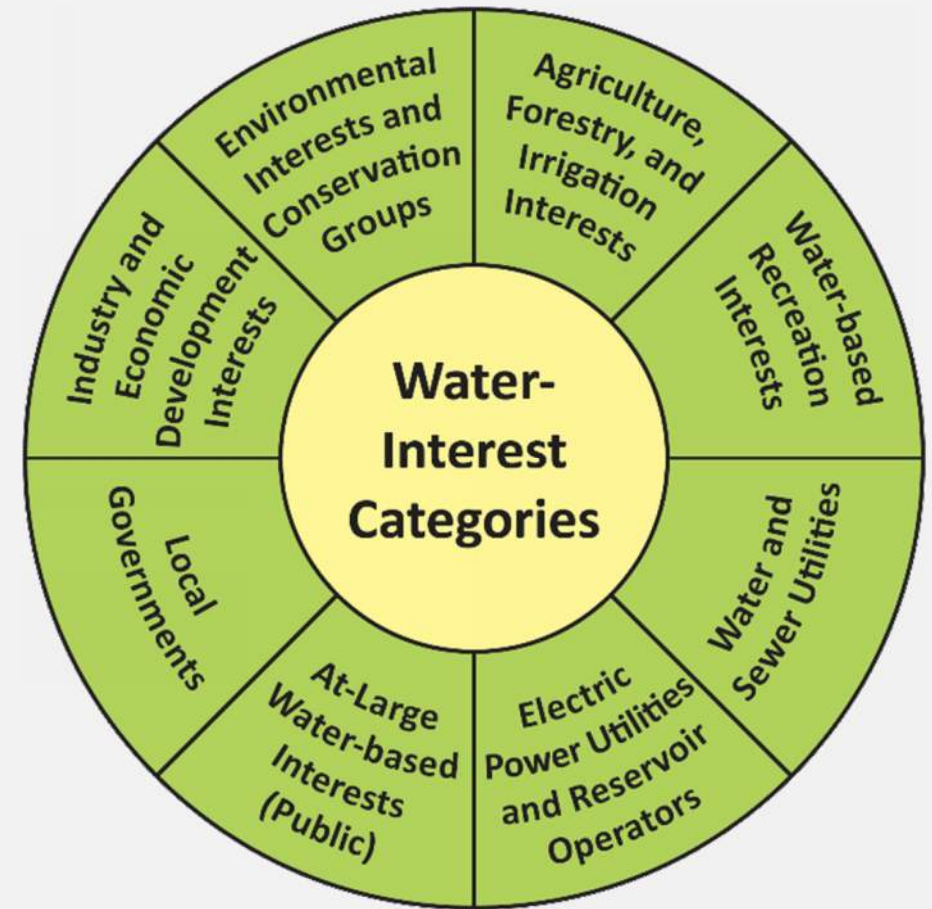 Water-
Interest
Categories
Agriculture,
Forestry, and
Irrigation
Interests
Water-based
Recreation
Interests
Water and
Sewer Utilities
Electric
Power Utilities
and Reservoir
Operators
At-Large
Water-based
Interests
(Public)
Local
Governments
Industry and
Economic
Development
Interests
Environmental
Interests and
Conservation
Groups